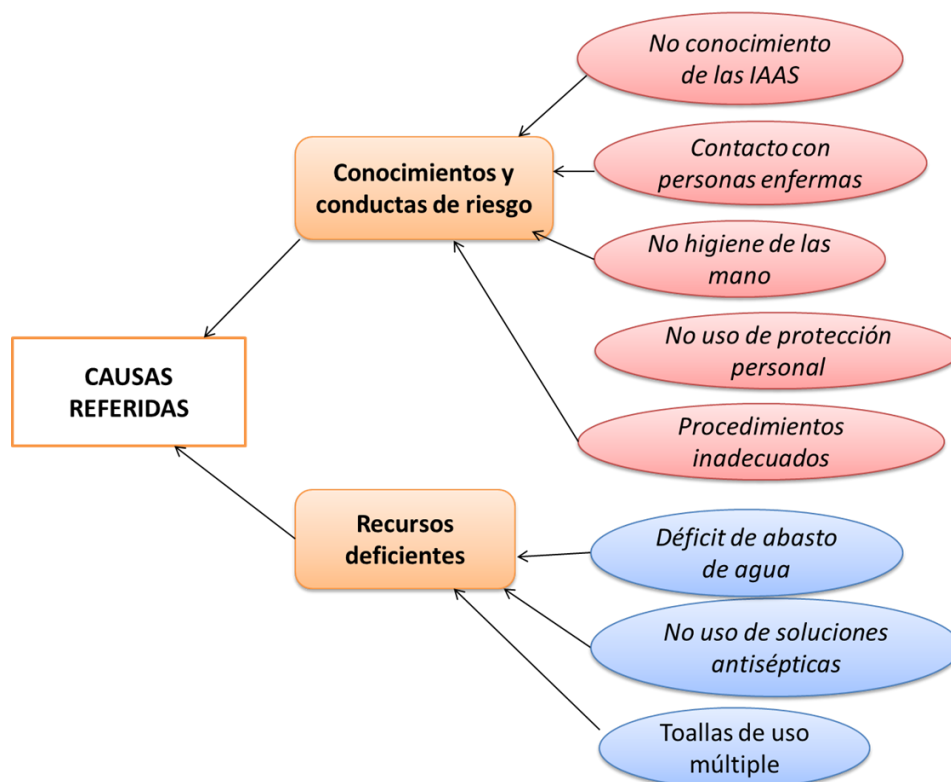 No conocimiento
de las IAAS
Contacto con
personas enfermas
Conocimientos y
conductas de riesgo
No higiene de las
mano
No uso de protección
personal
CAUSAS
REFERIDAS
Procedimientos
inadecuados
Recursos
deficientes
Déficit de abasto
de agua
No uso de soluciones
antisépticas
Toallas de uso
múltiple